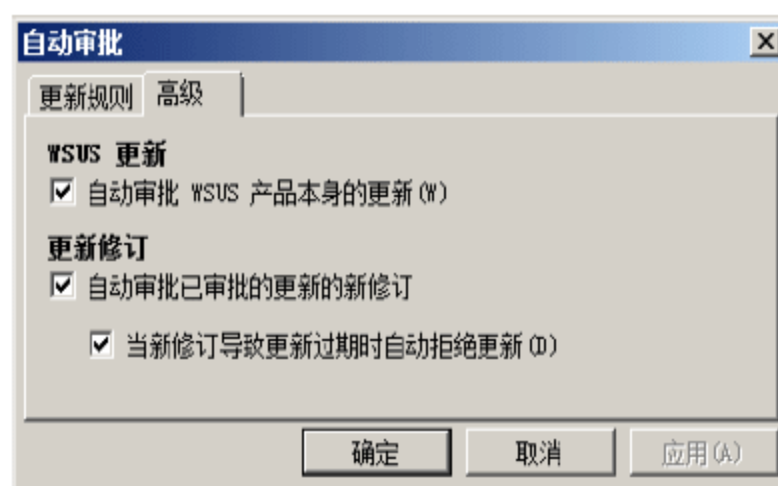 自动审批
更新规则 高级
WSUS 更新
自动审批 WSUS 产品本身的更新(W)
更新修订
自动审批已审批的更新的新修订
当新修订导致更新过期时自动拒绝更新(D)
确定 取消 应用(A)